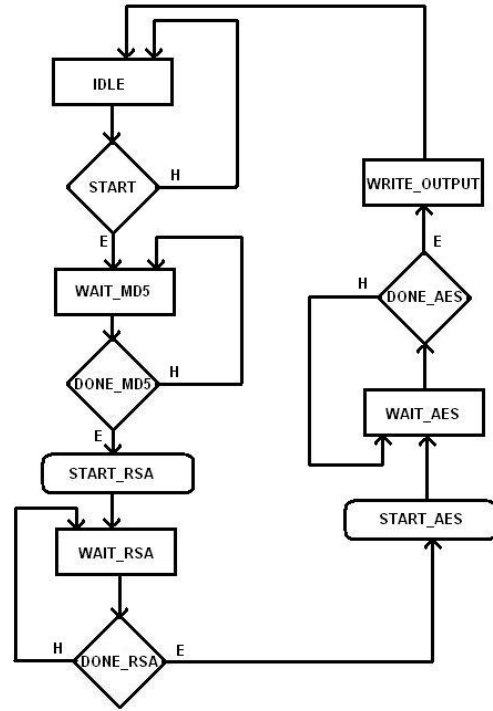 IDLE
START
H
E
WAIT_MD5
DONE_MD5
H
E
START_RSA
WAIT_RSA
DONE_RSA
H
E
START_AES
WAIT_AES
DONE_AES
H
E
WRITE_OUTPUT